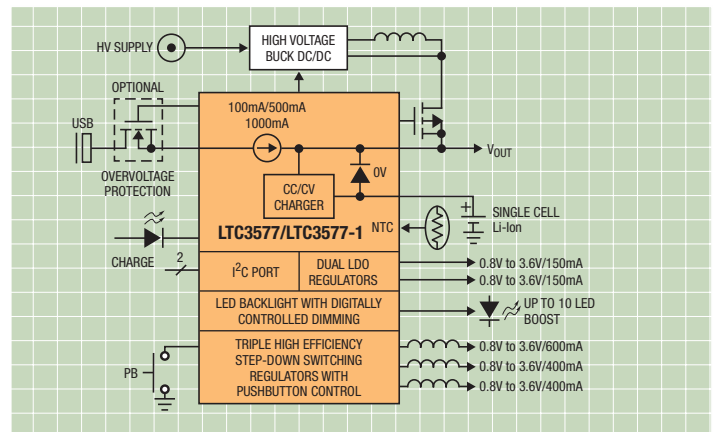 HV SUPPLY
HIGH VOLTAGE
BUCK DC/DC
OPTIONAL
USB
OVERVOLTAGE
PROTECTION
100mA/500mA
1000mA
VOUT
0V
CC/CV
CHARGER
LTC3577/LTC3577-1
NTC
+
SINGLE CELL
Li-Ion
CHARGE
2
I2C PORT
DUAL LDO
REGULATORS
0.8V to 3.6V/150mA
0.8V to 3.6V/150mA
LED BACKLIGHT WITH DIGITALLY
CONTROLLED DIMMING
UP TO 10 LED
BOOST
PB
TRIPLE HIGH EFFICIENCY
STEP-DOWN SWITCHING
REGULATORS WITH
PUSHBUTTON CONTROL
0.8V to 3.6V/600mA
0.8V to 3.6V/400mA
0.8V to 3.6V/400mA